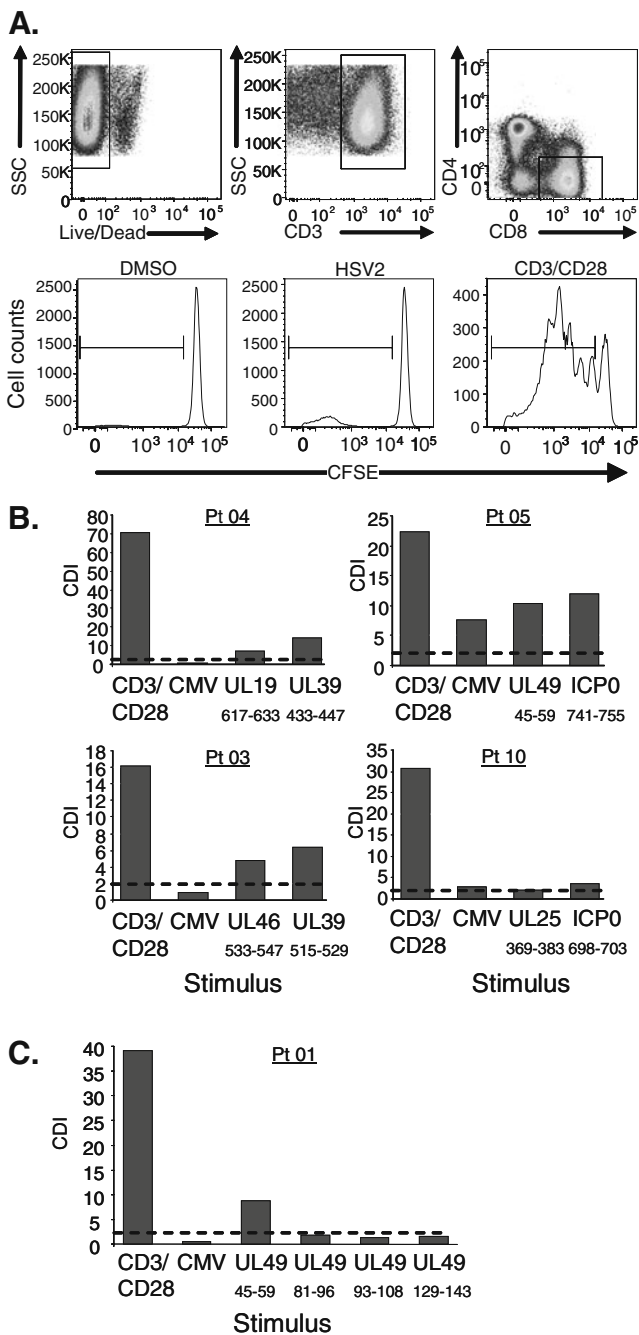 A.
SSC
250K
200K
150K
100K
50K
0
0 10² 10³ 10⁴ 10⁵
Live/Dead
SSC
250K
200K
150K
100K
50K
0
0 10² 10³ 10⁴ 10⁵
CD3
CD4
10⁵
10⁴
10³
10²
0
0 10² 10³ 10⁴ 10⁵
CD8
DMSO
HSV2
CD3/CD28
Cell counts
2500
2000
1500
1000
500
0
0 10³ 10⁴ 10⁵
2500
2000
1500
1000
500
0
0 10³ 10⁴ 10⁵
400
300
200
100
0
0 10³ 10⁴ 10⁵
CFSE
B.
Pt 04
CDI
80
70
60
50
40
30
20
10
0
CD3/ CMV UL19 UL39
CD28 617-633 433-447
Pt 05
CDI
25
20
15
10
5
0
CD3/ CMV UL49 ICP0
CD28 45-59 741-755
Pt 03
CDI
18
16
14
12
10
8
6
4
2
0
CD3/ CMV UL46 UL39
CD28 533-547 515-529
Stimulus
Pt 10
CDI
35
30
25
20
15
10
5
0
CD3/ CMV UL25 ICP0
CD28 369-383 698-703
Stimulus
C.
Pt 01
CDI
40
35
30
25
20
15
10
5
0
CD3/ CMV UL49 UL49 UL49 UL49
CD28 45-59 81-96 93-108 129-143
Stimulus